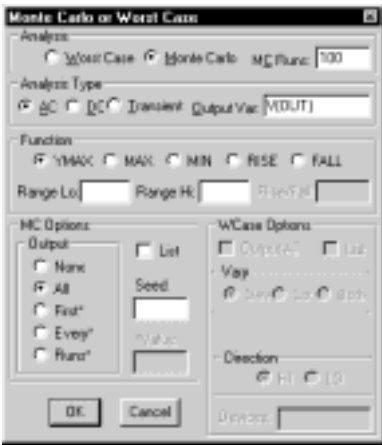 Monte Carlo or Worst Case
Analysis
Worst Case Monte Carlo MC Runs: 100
Analysis Type
AC DC Transient Output Var: V(OUT)
Function
YMAX MAX MIN RISE FALL
Range Lo: Range Hi: Rise/Fall:
MC Options
Output
None
All
First*
Every*
Runs*
List
Seed:
*Value:
WCase Options
Output All List
Vary
Dev Lot Both
Direction
HI LO
Devices:
OK Cancel